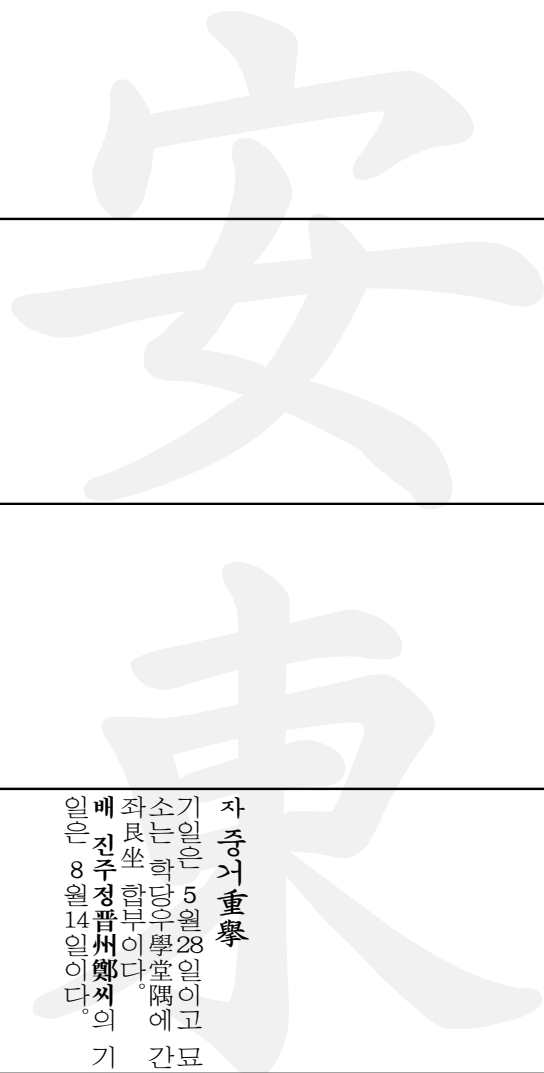 安
東
자 중거重擧
기일은 5월28일이고 묘
소는 학당우學堂隅에 간
좌艮坐 합부이다.
배 진주정晋州鄭씨의 기
일은 8월14일이다.